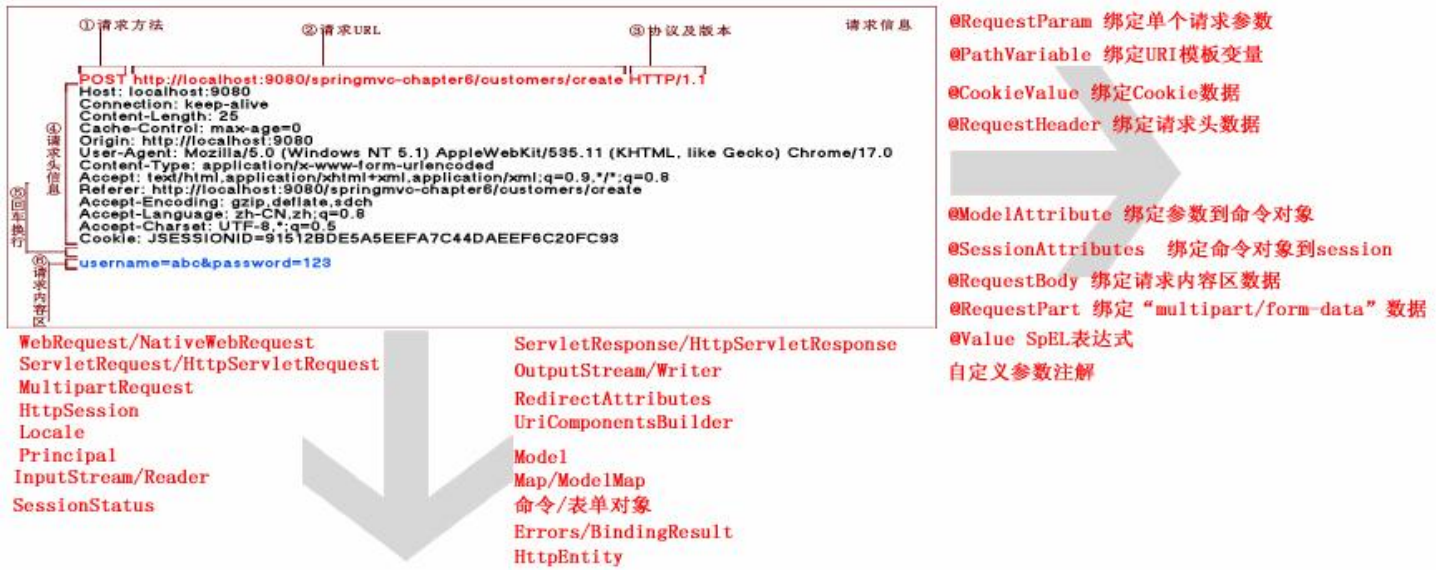 ①请求方法
②请求URL
③协议及版本
请求信息
POST http://localhost:9080/springmvc-chapter6/customers/create HTTP/1.1
Host: localhost:9080
Connection: keep-alive
Content-Length: 25
Cache-Control: max-age=0
Origin: http://localhost:9080
User-Agent: Mozilla/5.0 (Windows NT 5.1) AppleWebKit/535.11 (KHTML, like Gecko) Chrome/17.0
Content-Type: application/x-www-form-urlencoded
Accept: text/html,application/xhtml+xml,application/xml;q=0.9,*/*;q=0.8
Referer: http://localhost:9080/springmvc-chapter6/customers/create
Accept-Encoding: gzip,deflate,sdch
Accept-Language: zh-CN,zh;q=0.8
Accept-Charset: UTF-8,*;q=0.5
Cookie: JSESSIONID=91512BDE5A5EEFA7C44DAEEF6C20FC93
④请求头信息
⑤回车换行
username=abc&password=123
⑥请求内容区
@RequestParam 绑定单个请求参数
@PathVariable 绑定URI模板变量
@CookieValue 绑定Cookie数据
@RequestHeader 绑定请求头数据
@ModelAttribute 绑定参数到命令对象
@SessionAttributes 绑定命令对象到session
@RequestBody 绑定请求内容区数据
@RequestPart 绑定“multipart/form-data”数据
@Value SpEL表达式
自定义参数注解
WebRequest/NativeWebRequest
ServletRequest/HttpServletRequest
MultipartRequest
HttpSession
Locale
Principal
InputStream/Reader
SessionStatus
ServletResponse/HttpServletResponse
OutputStream/Writer
RedirectAttributes
UriComponentsBuilder
Model
Map/ModelMap
命令/表单对象
Errors/BindingResult
HttpEntity